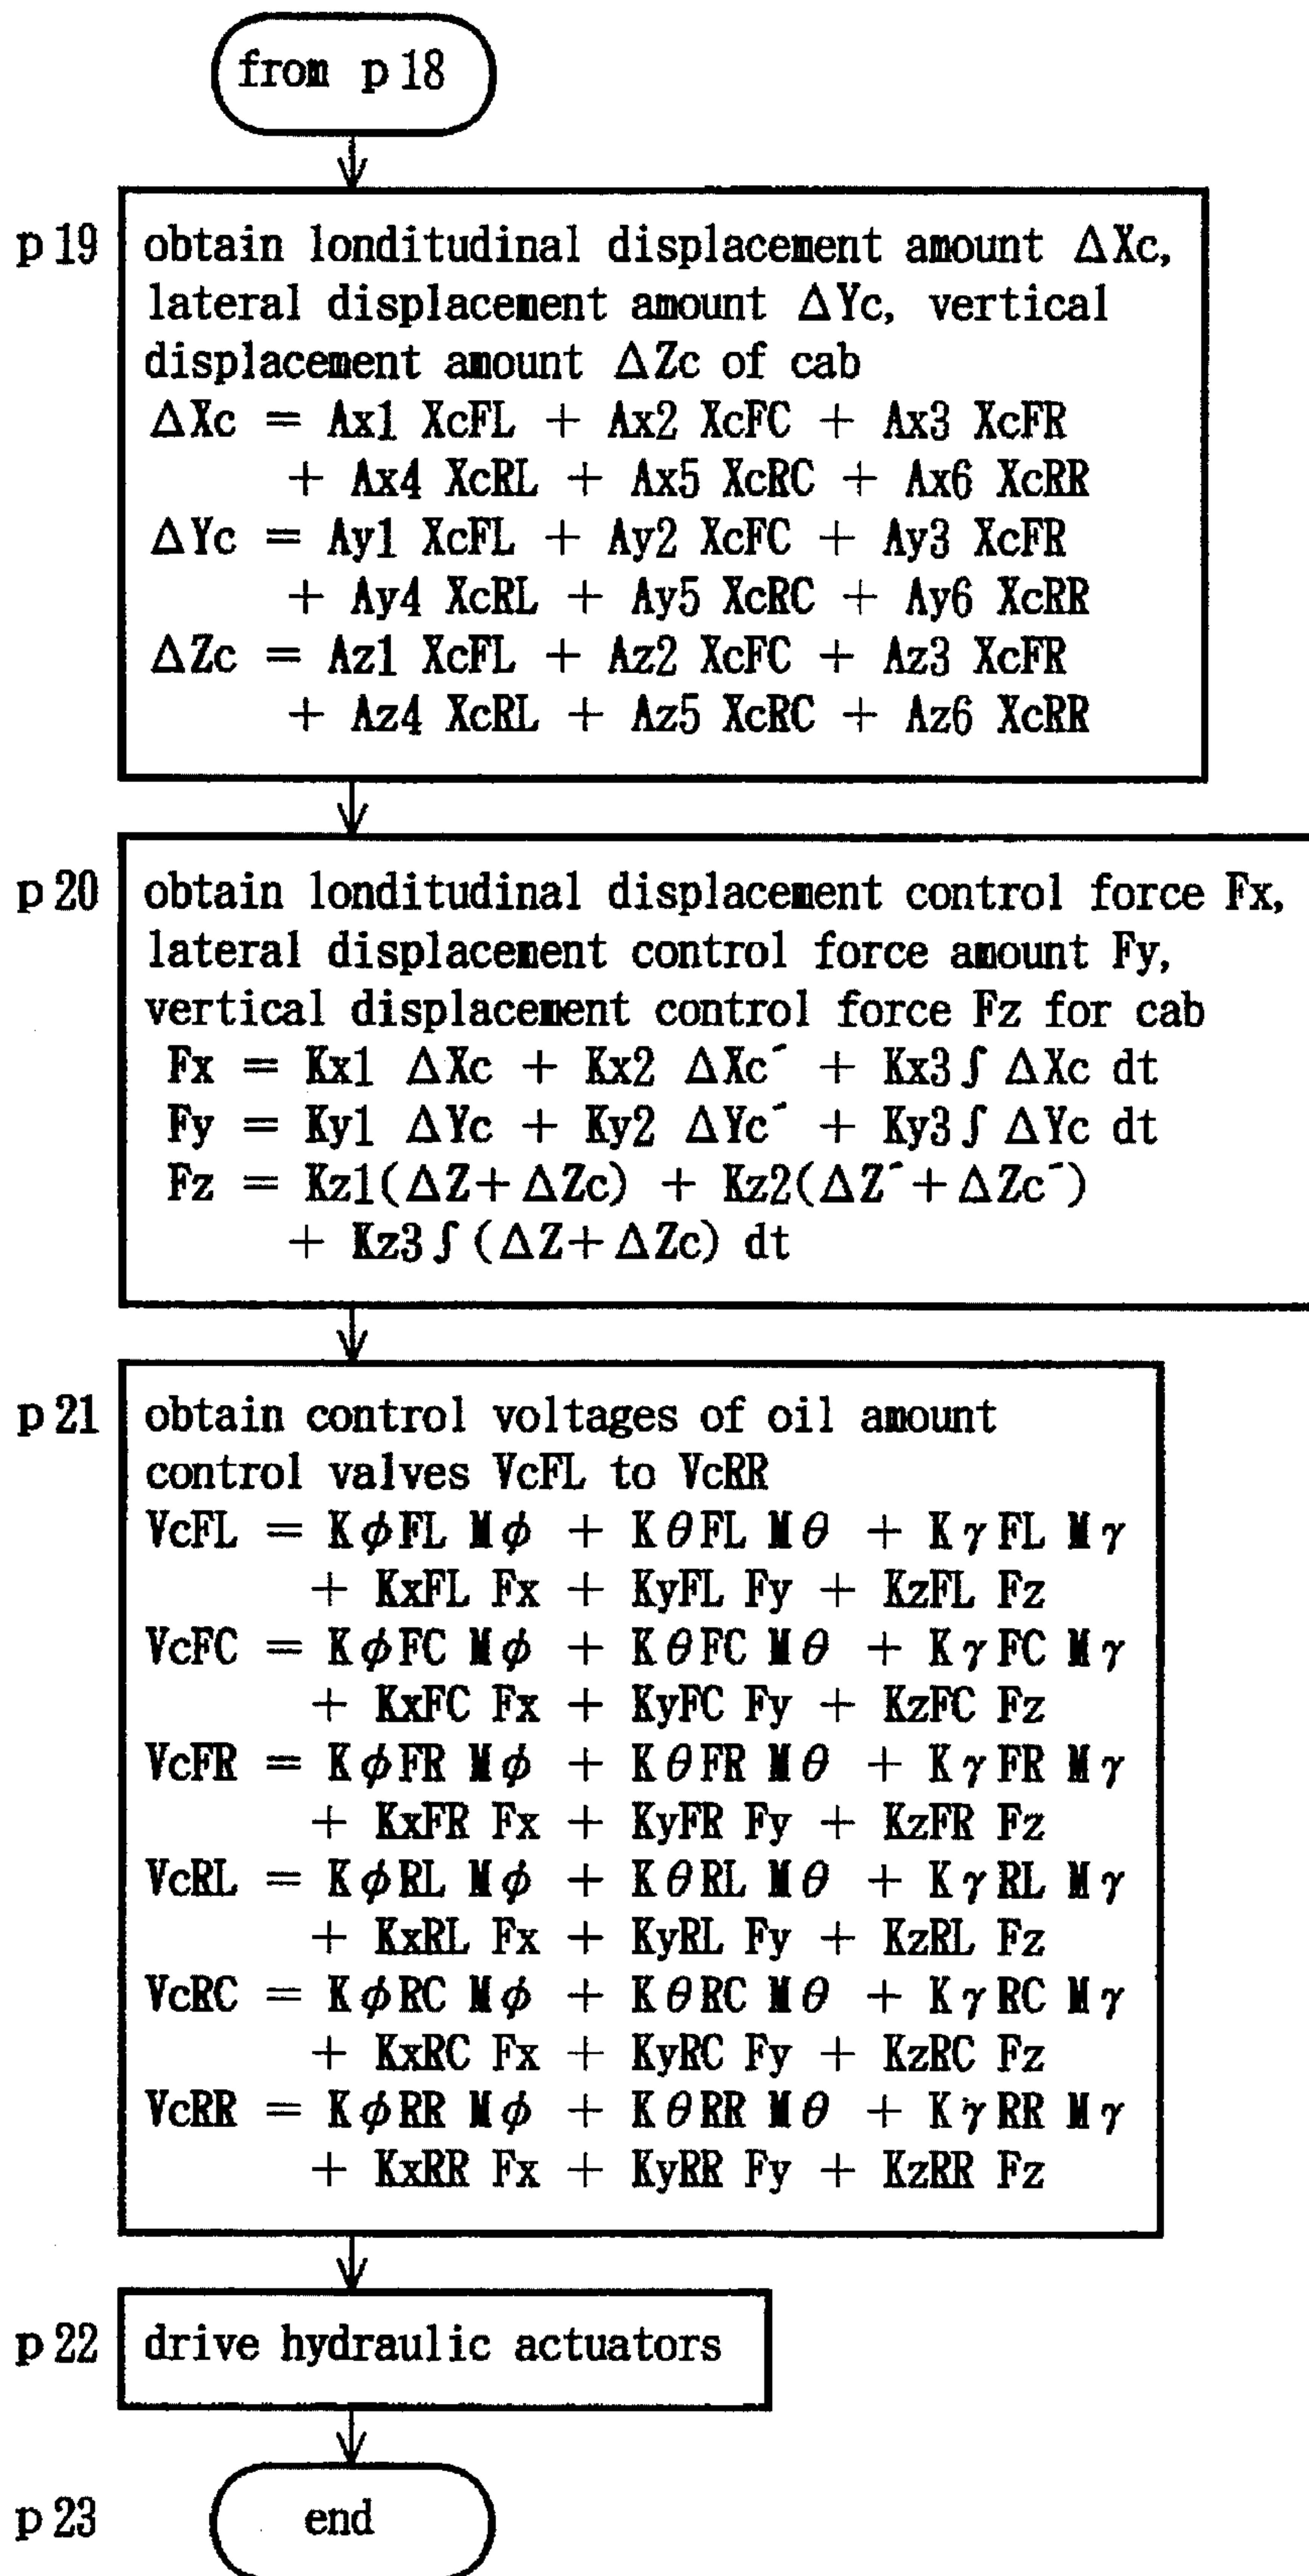 from p18
p19 obtain londitudinal displacement amount ΔXc,
lateral displacement amount ΔYc, vertical
displacement amount ΔZc of cab
ΔXc = Ax1 XcFL + Ax2 XcFC + Ax3 XcFR
+ Ax4 XcRL + Ax5 XcRC + Ax6 XcRR
ΔYc = Ay1 XcFL + Ay2 XcFC + Ay3 XcFR
+ Ay4 XcRL + Ay5 XcRC + Ay6 XcRR
ΔZc = Az1 XcFL + Az2 XcFC + Az3 XcFR
+ Az4 XcRL + Az5 XcRC + Az6 XcRR
p20 obtain londitudinal displacement control force Fx,
lateral displacement control force amount Fy,
vertical displacement control force Fz for cab
Fx = Kx1 ΔXc + Kx2 ΔXc´ + Kx3∫ΔXc dt
Fy = Ky1 ΔYc + Ky2 ΔYc´ + Ky3∫ΔYc dt
Fz = Kz1(ΔZ+ΔZc) + Kz2(ΔZ´+ΔZc´)
+ Kz3∫(ΔZ+ΔZc) dt
p21 obtain control voltages of oil amount
control valves VcFL to VcRR
VcFL = KϕFL Mϕ + KθFL Mθ + KγFL Mγ
+ KxFL Fx + KyFL Fy + KzFL Fz
VcFC = KϕFC Mϕ + KθFC Mθ + KγFC Mγ
+ KxFC Fx + KyFC Fy + KzFC Fz
VcFR = KϕFR Mϕ + KθFR Mθ + KγFR Mγ
+ KxFR Fx + KyFR Fy + KzFR Fz
VcRL = KϕRL Mϕ + KθRL Mθ + KγRL Mγ
+ KxRL Fx + KyRL Fy + KzRL Fz
VcRC = KϕRC Mϕ + KθRC Mθ + KγRC Mγ
+ KxRC Fx + KyRC Fy + KzRC Fz
VcRR = KϕRR Mϕ + KθRR Mθ + KγRR Mγ
+ KxRR Fx + KyRR Fy + KzRR Fz
p22 drive hydraulic actuators
p23 end